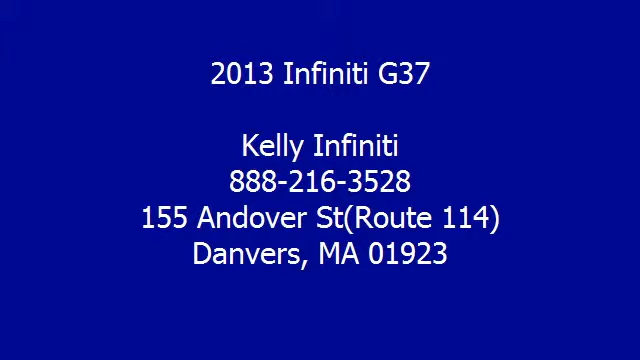 2013 Infiniti G37
Kelly Infiniti
888-216-3528
155 Andover St(Route 114)
Danvers, MA 01923